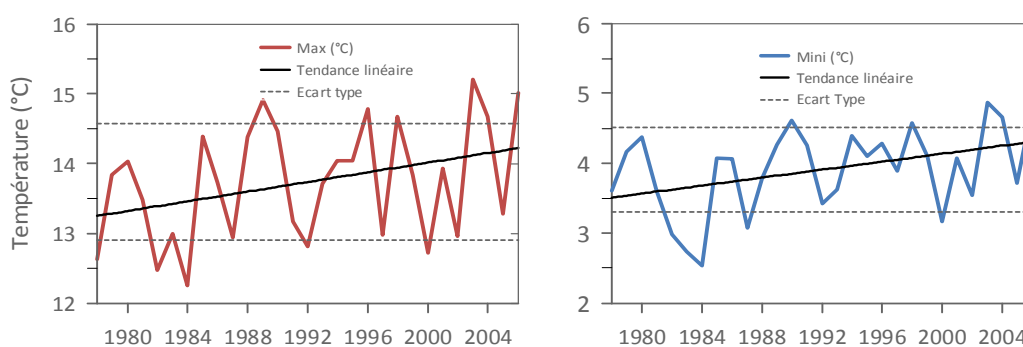 16
15
14
13
12
Température (°C)
Max (°C)
Tendance linéaire
Ecart type
1980 1984 1988 1992 1996 2000 2004
6
5
4
3
2
Mini (°C)
Tendance linéaire
Ecart Type
1980 1984 1988 1992 1996 2000 2004